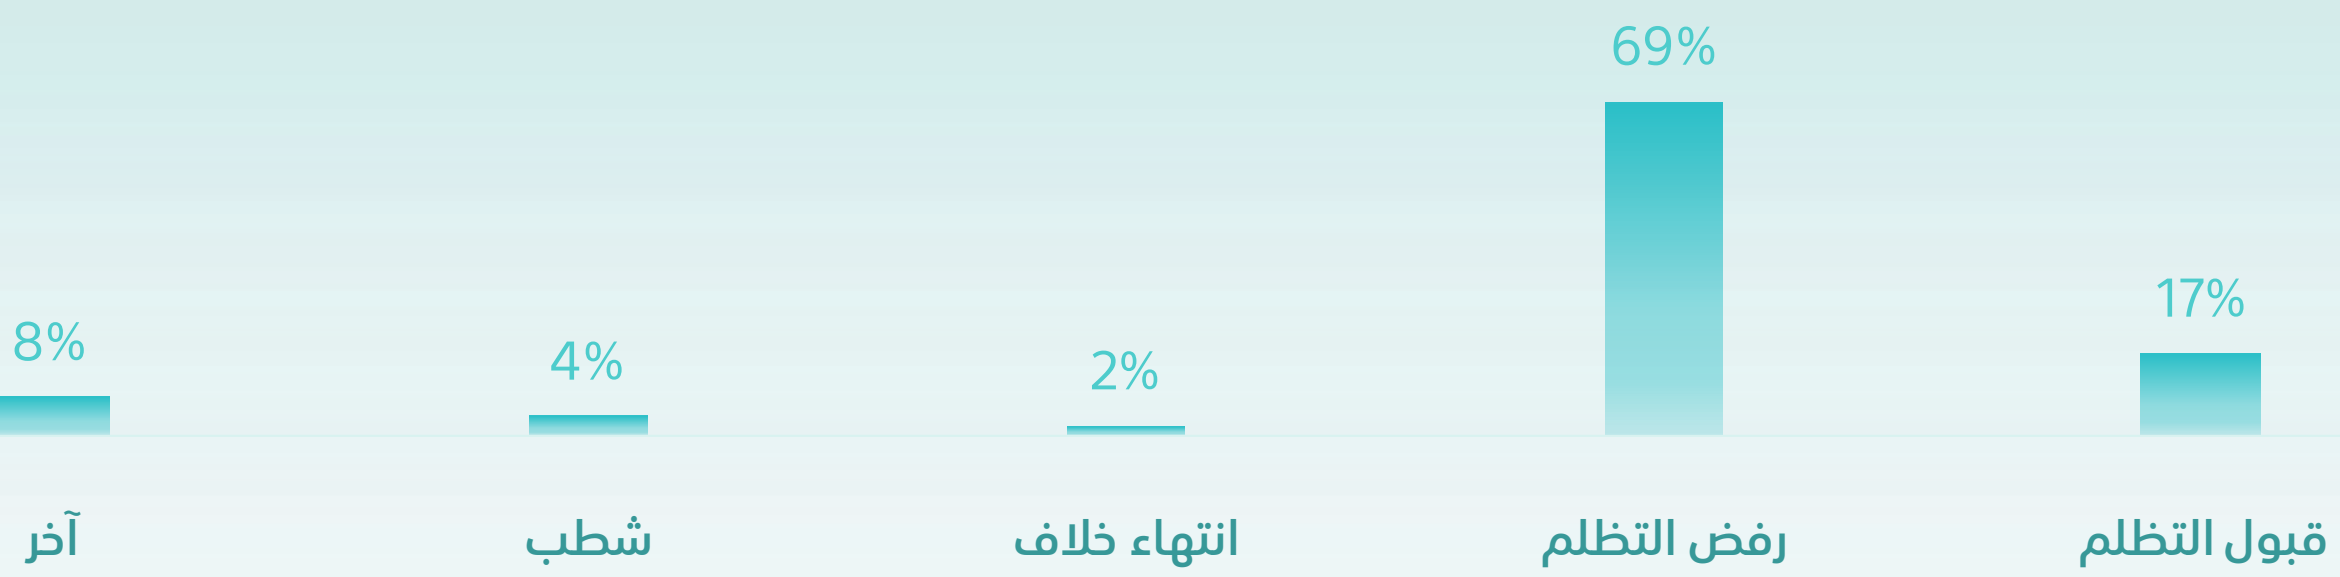 69%
17%
8%
4%
2%
قبول التظلم
رفض التظلم
انتهاء خلاف
شطب
آخر